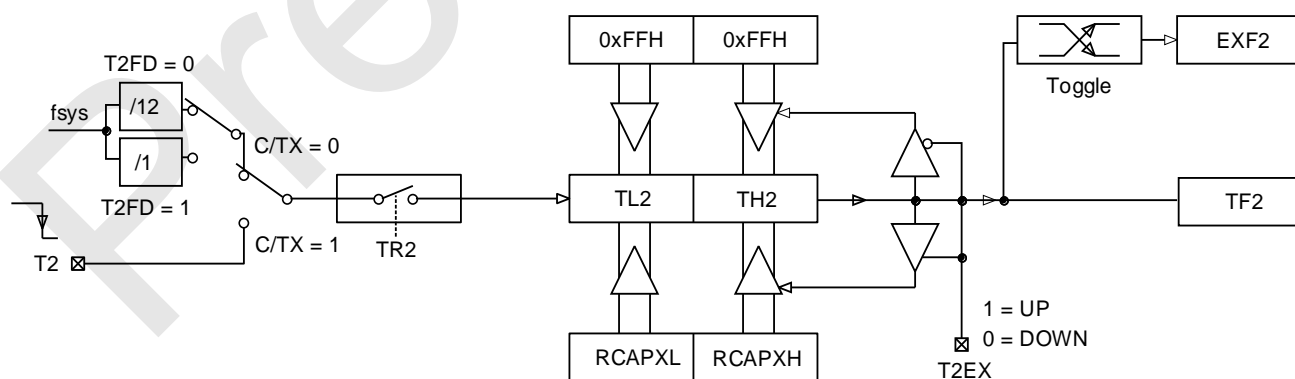 0xFFH 0xFFH EXF2
T2FD = 0
Toggle
fsys /12
C/TX = 0
/1
TL2 TH2 TF2
T2FD = 1
C/TX = 1
TR2
T2
1 = UP
0 = DOWN
RCAPXL RCAPXH
T2EX
Pre